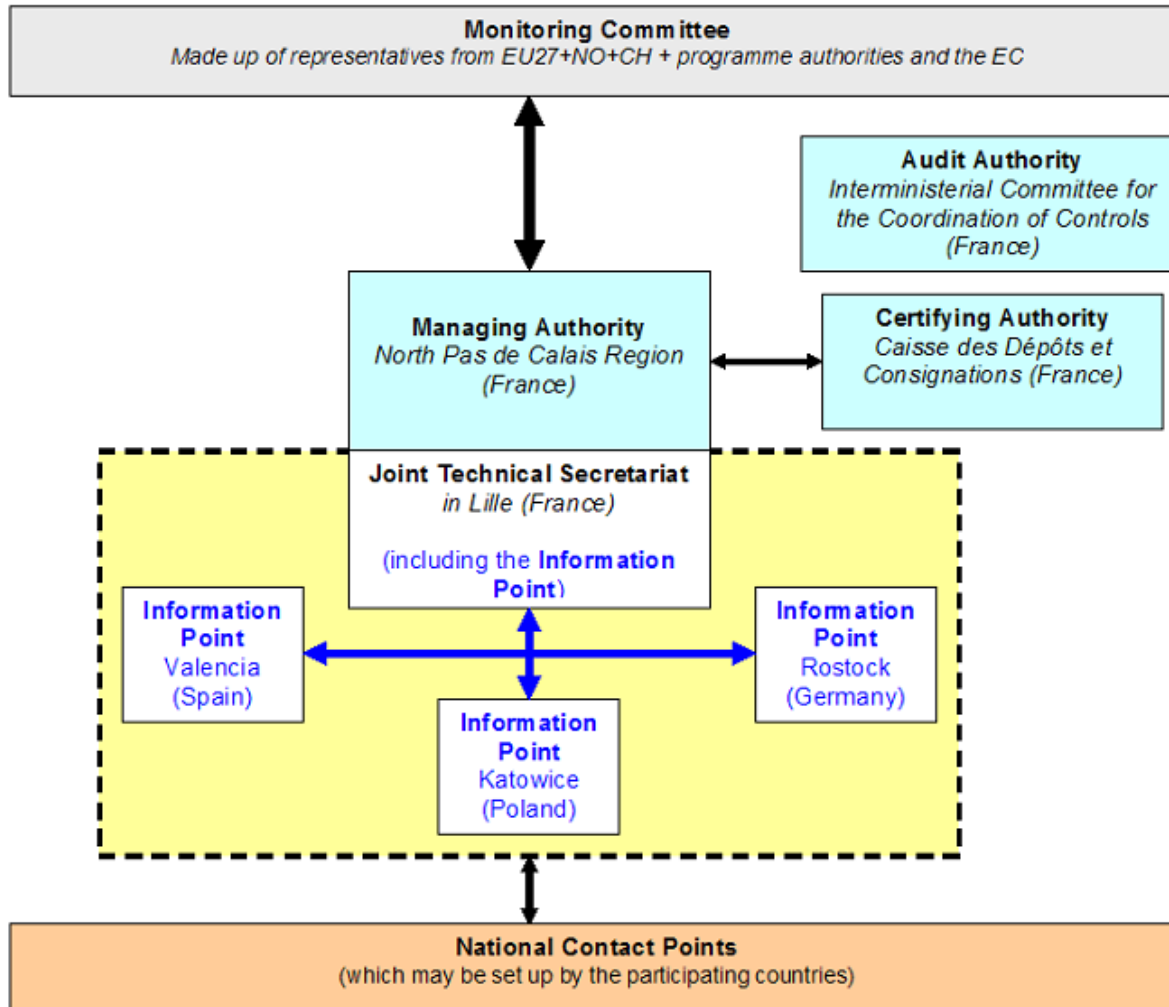 Monitoring Committee
Made up of representatives from EU27+NO+CH + programme authorities and the EC
Audit Authority
Interministerial Committee for
the Coordination of Controls
(France)
Managing Authority
North Pas de Calais Region
(France)
Certifying Authority
Caisse des Dépôts et
Consignations (France)
Joint Technical Secretariat
in Lille (France)
(including the Information
Point)
Information
Point
Valencia
(Spain)
Information
Point
Rostock
(Germany)
Information
Point
Katowice
(Poland)
National Contact Points
(which may be set up by the participating countries)